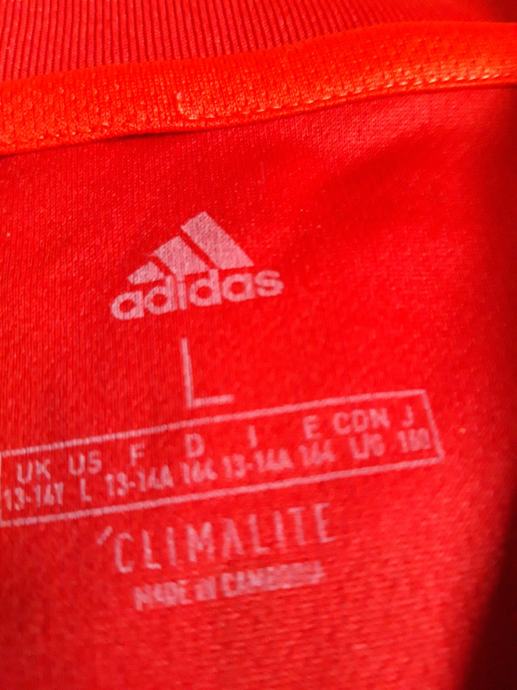 adidas
L
UK US F D I E CDN J
13-14Y L 13-14A 164 13-14A 164 L/G 160
CLIMALITE
MADE IN CAMBODIA